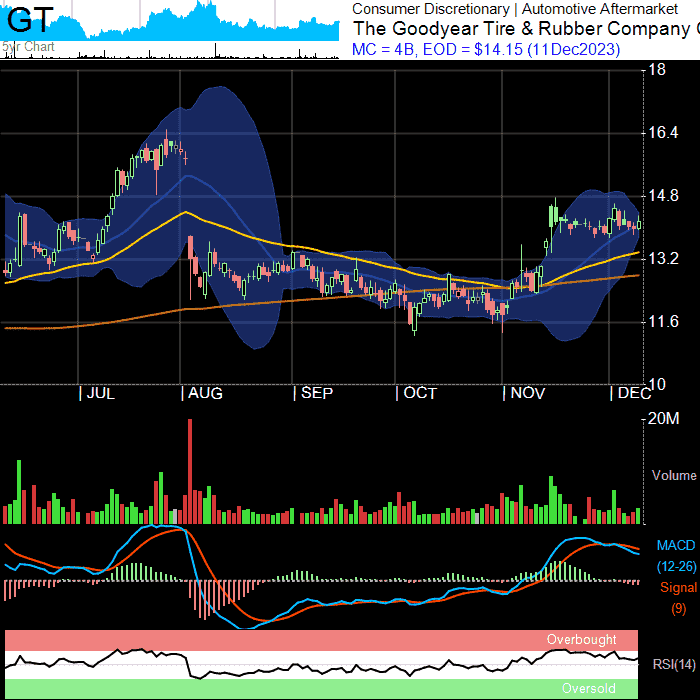 GT
5yr Chart
Consumer Discretionary | Automotive Aftermarket
The Goodyear Tire & Rubber Company
MC = 4B, EOD = $14.15 (11Dec2023)
18
16.4
14.8
13.2
11.6
10
| JUL | AUG | SEP | OCT | NOV | DEC
20M
Volume
MACD
(12-26)
Signal
(9)
Overbought
RSI(14)
Oversold